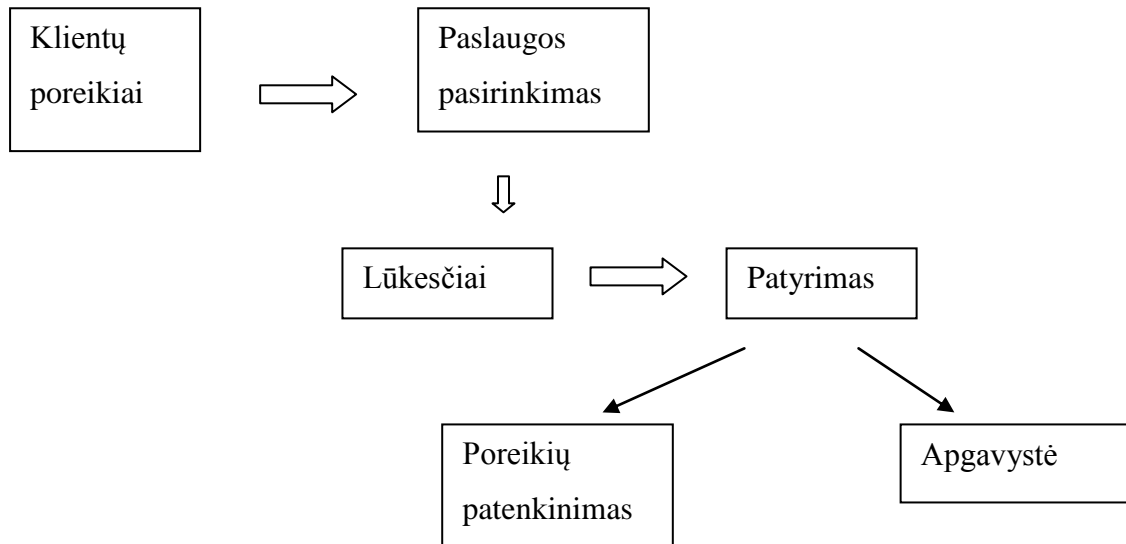 Klientų
poreikiai
Paslaugos
pasirinkimas
Lūkesčiai
Patyrimas
Poreikių
patenkinimas
Apgavystė